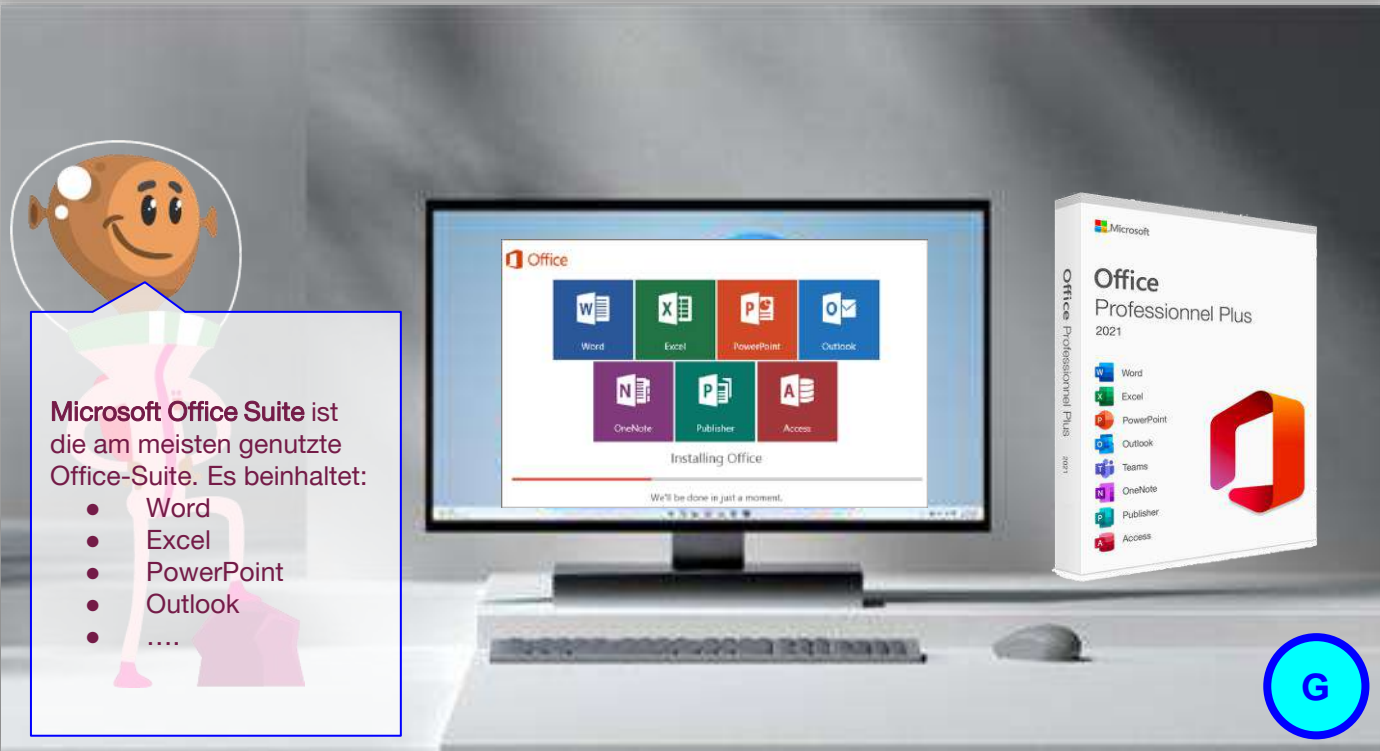 Microsoft Office Suite ist
die am meisten genutzte
Office-Suite. Es beinhaltet:
● Word
● Excel
● PowerPoint
● Outlook
● ….
Office
Word
Excel
PowerPoint
Outlook
OneNote
Publisher
Access
Installing Office
We'll be done in just a moment.
Microsoft
Office
Professionnel Plus
2021
Word
Excel
PowerPoint
Outlook
Teams
OneNote
Publisher
Access
Office Professionnel Plus 2021
G